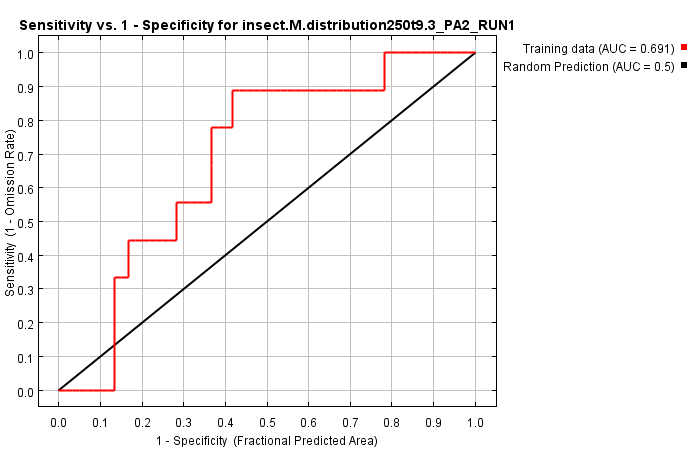 Sensitivity vs. 1 - Specificity for insect.M.distribution250t9.3_PA2_RUN1
Training data (AUC = 0.691)
Random Prediction (AUC = 0.5)
Sensitivity (1 - Omission Rate)
1.0
0.9
0.8
0.7
0.6
0.5
0.4
0.3
0.2
0.1
0.0
0.0 0.1 0.2 0.3 0.4 0.5 0.6 0.7 0.8 0.9 1.0
1 - Specificity (Fractional Predicted Area)